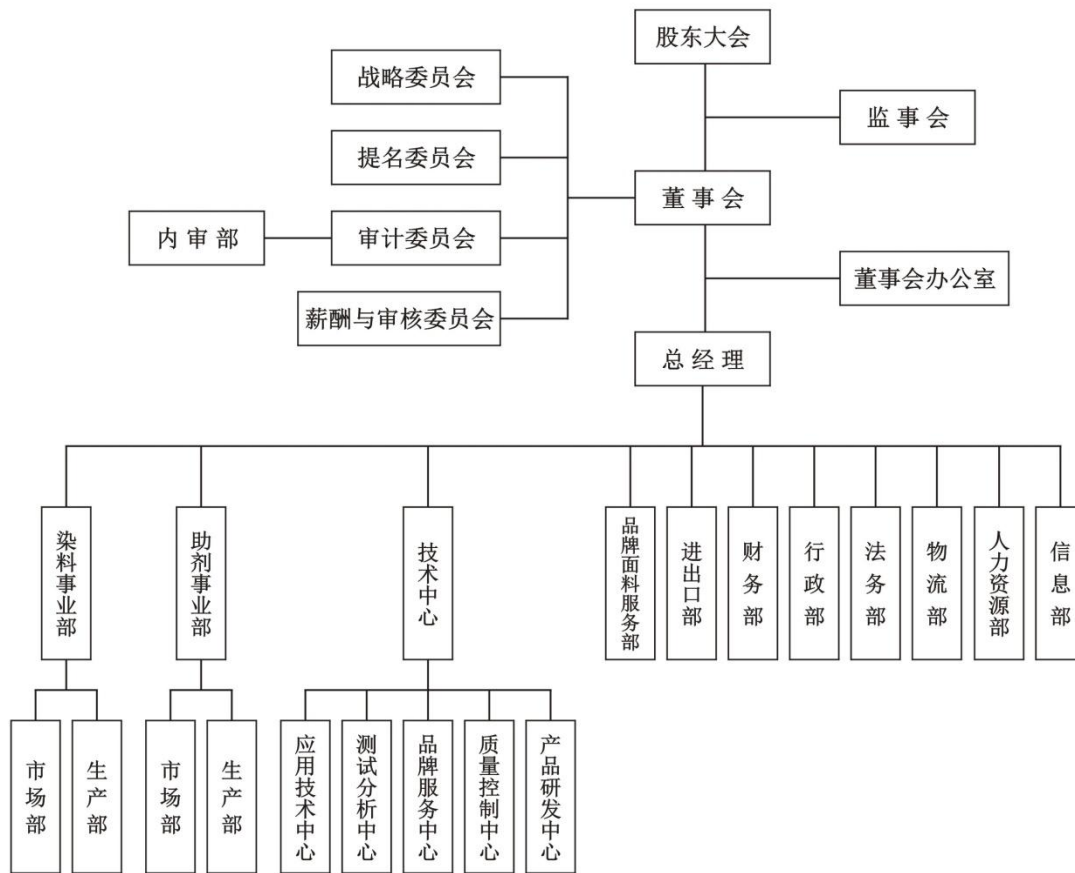 股东大会
战略委员会
监事会
提名委员会
董事会
内审部
审计委员会
董事会办公室
薪酬与审核委员会
总经理
染料事业部
助剂事业部
技术中心
品牌面料服务部
进出口部
财务部
行政部
法务部
物流部
人力资源部
信息部
市场部
生产部
市场部
生产部
应用技术中心
测试分析中心
品牌服务中心
质量控制中心
产品研发中心